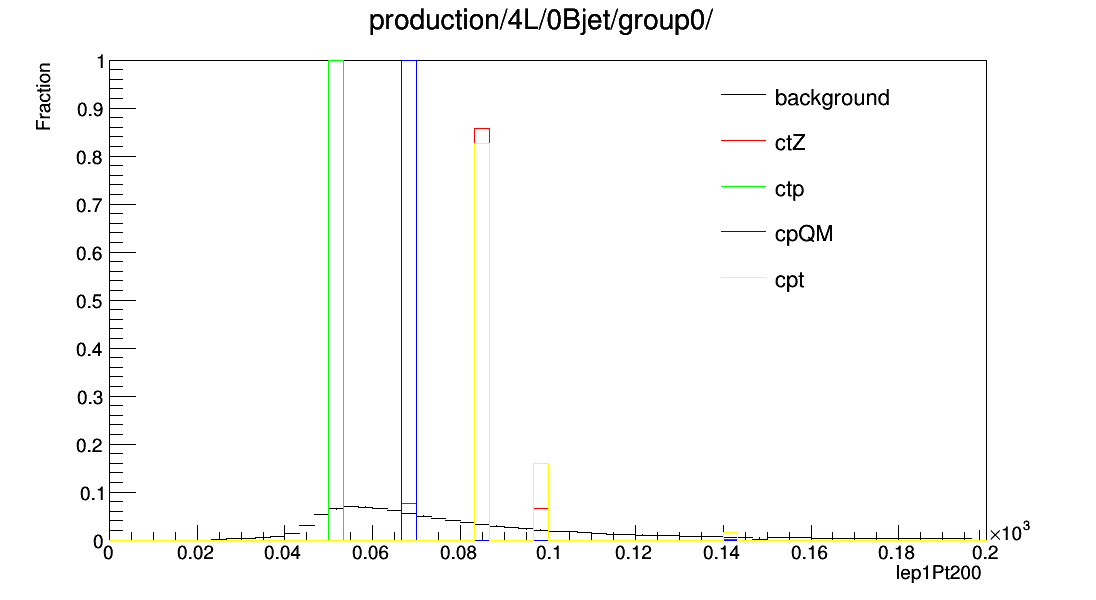 production/4L/0Bjet/group0/
Fraction
1
0.9
0.8
0.7
0.6
0.5
0.4
0.3
0.2
0.1
0
background
ctZ
ctp
cpQM
cpt
0 0.02 0.04 0.06 0.08 0.1 0.12 0.14 0.16 0.18 0.2
×10³
lep1Pt200